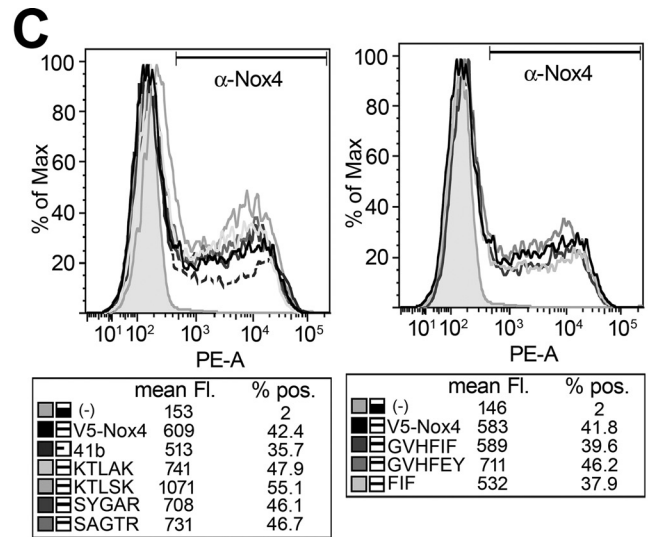 C
α-Nox4
100
80
60
40
20
% of Max
10¹ 10² 10³ 10⁴ 10⁵
PE-A
mean Fl. % pos.
(-) 153 2
V5-Nox4 609 42.4
41b 513 35.7
KTLAK 741 47.9
KTLSK 1071 55.1
SYGAR 708 46.1
SAGTR 731 46.7
α-Nox4
100
80
60
40
20
% of Max
10¹ 10² 10³ 10⁴ 10⁵
PE-A
mean Fl. % pos.
(-) 146 2
V5-Nox4 583 41.8
GVHFIF 589 39.6
GVHFEY 711 46.2
FIF 532 37.9